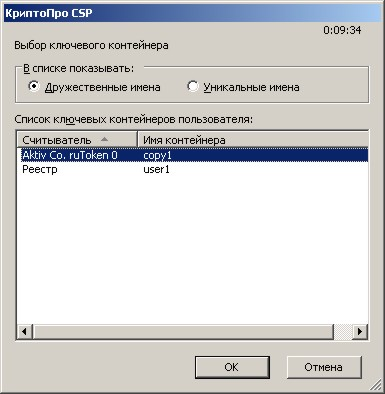 КриптоПро CSP
0:09:34
Выбор ключевого контейнера
В списке показывать:
Дружественные имена Уникальные имена
Список ключевых контейнеров пользователя:
Считыватель Имя контейнера
Aktiv Co. ruToken 0 copy1
Реестр user1
OK Отмена